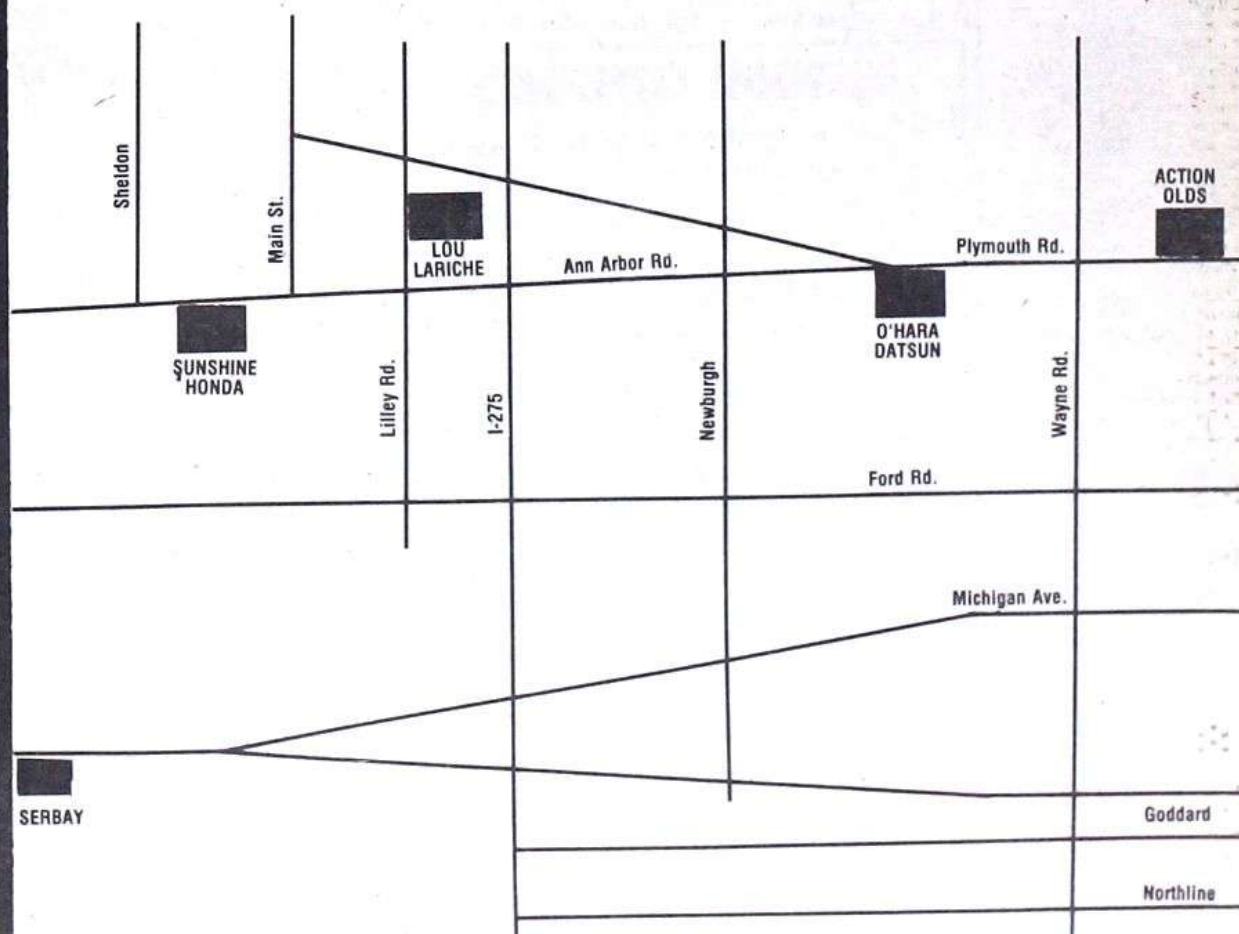 Sheldon
Main St.
ACTION
OLDS
LOU
LARICHE
Ann Arbor Rd.
Plymouth Rd.
SUNSHINE
HONDA
O'HARA
DATSUN
Lilley Rd.
I-275
Newburgh
Wayne Rd.
Ford Rd.
Michigan Ave.
SERBAY
Goddard
Northline